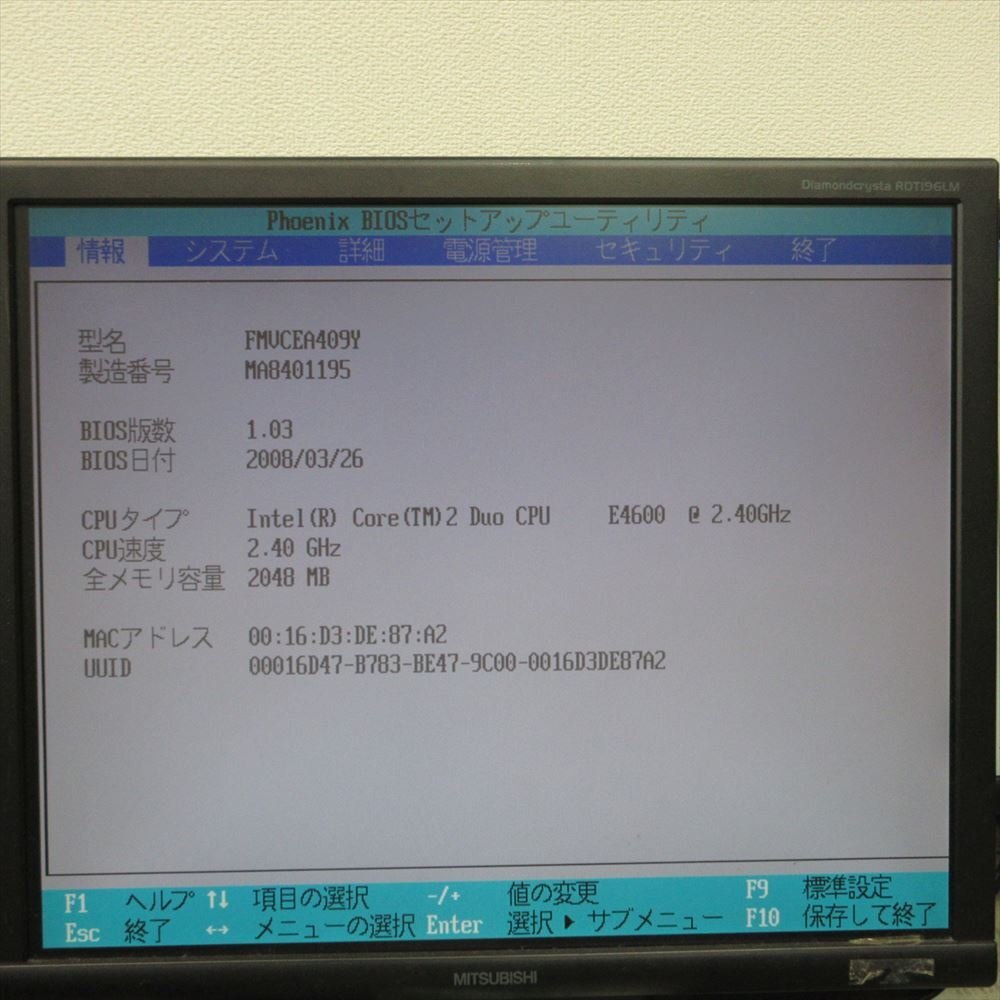 Diamondcrysta RDT196LM
Phoenix BIOSセットアップユーティリティ
情報 システム 詳細 電源管理 セキュリティ 終了
型名 FMVCEA409Y
製造番号 MA8401195
BIOS版数 1.03
BIOS日付 2008/03/26
CPUタイプ Intel(R) Core(TM)2 Duo CPU E4600 @ 2.40GHz
CPU速度 2.40 GHz
全メモリ容量 2048 MB
MACアドレス 00:16:D3:DE:87:A2
UUID 00016D47-B783-BE47-9C00-0016D3DE87A2
F1 ヘルプ ↑↓ 項目の選択 -/+ 値の変更 F9 標準設定
Esc 終了 ↔ メニューの選択 Enter 選択 ▶ サブメニュー F10 保存して終了
MITSUBISHI